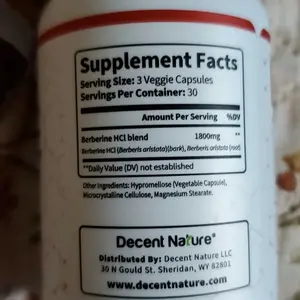 Supplement Facts
Serving Size: 3 Veggie Capsules
Servings Per Container: 30
Amount Per Serving %DV
Berberine HCl blend 1800mg **
Berberine HCl (Berberis aristata)(bark), Berberis aristata (root)
**Daily Value (DV) not established
Other Ingredients: Hypromellose (Vegetable Capsule),
Microcrystalline Cellulose, Magnesium Stearate.
Decent Nature®
Distributed By: Decent Nature LLC
30 N Gould St. Sheridan, WY 82801
www.decentnature.com